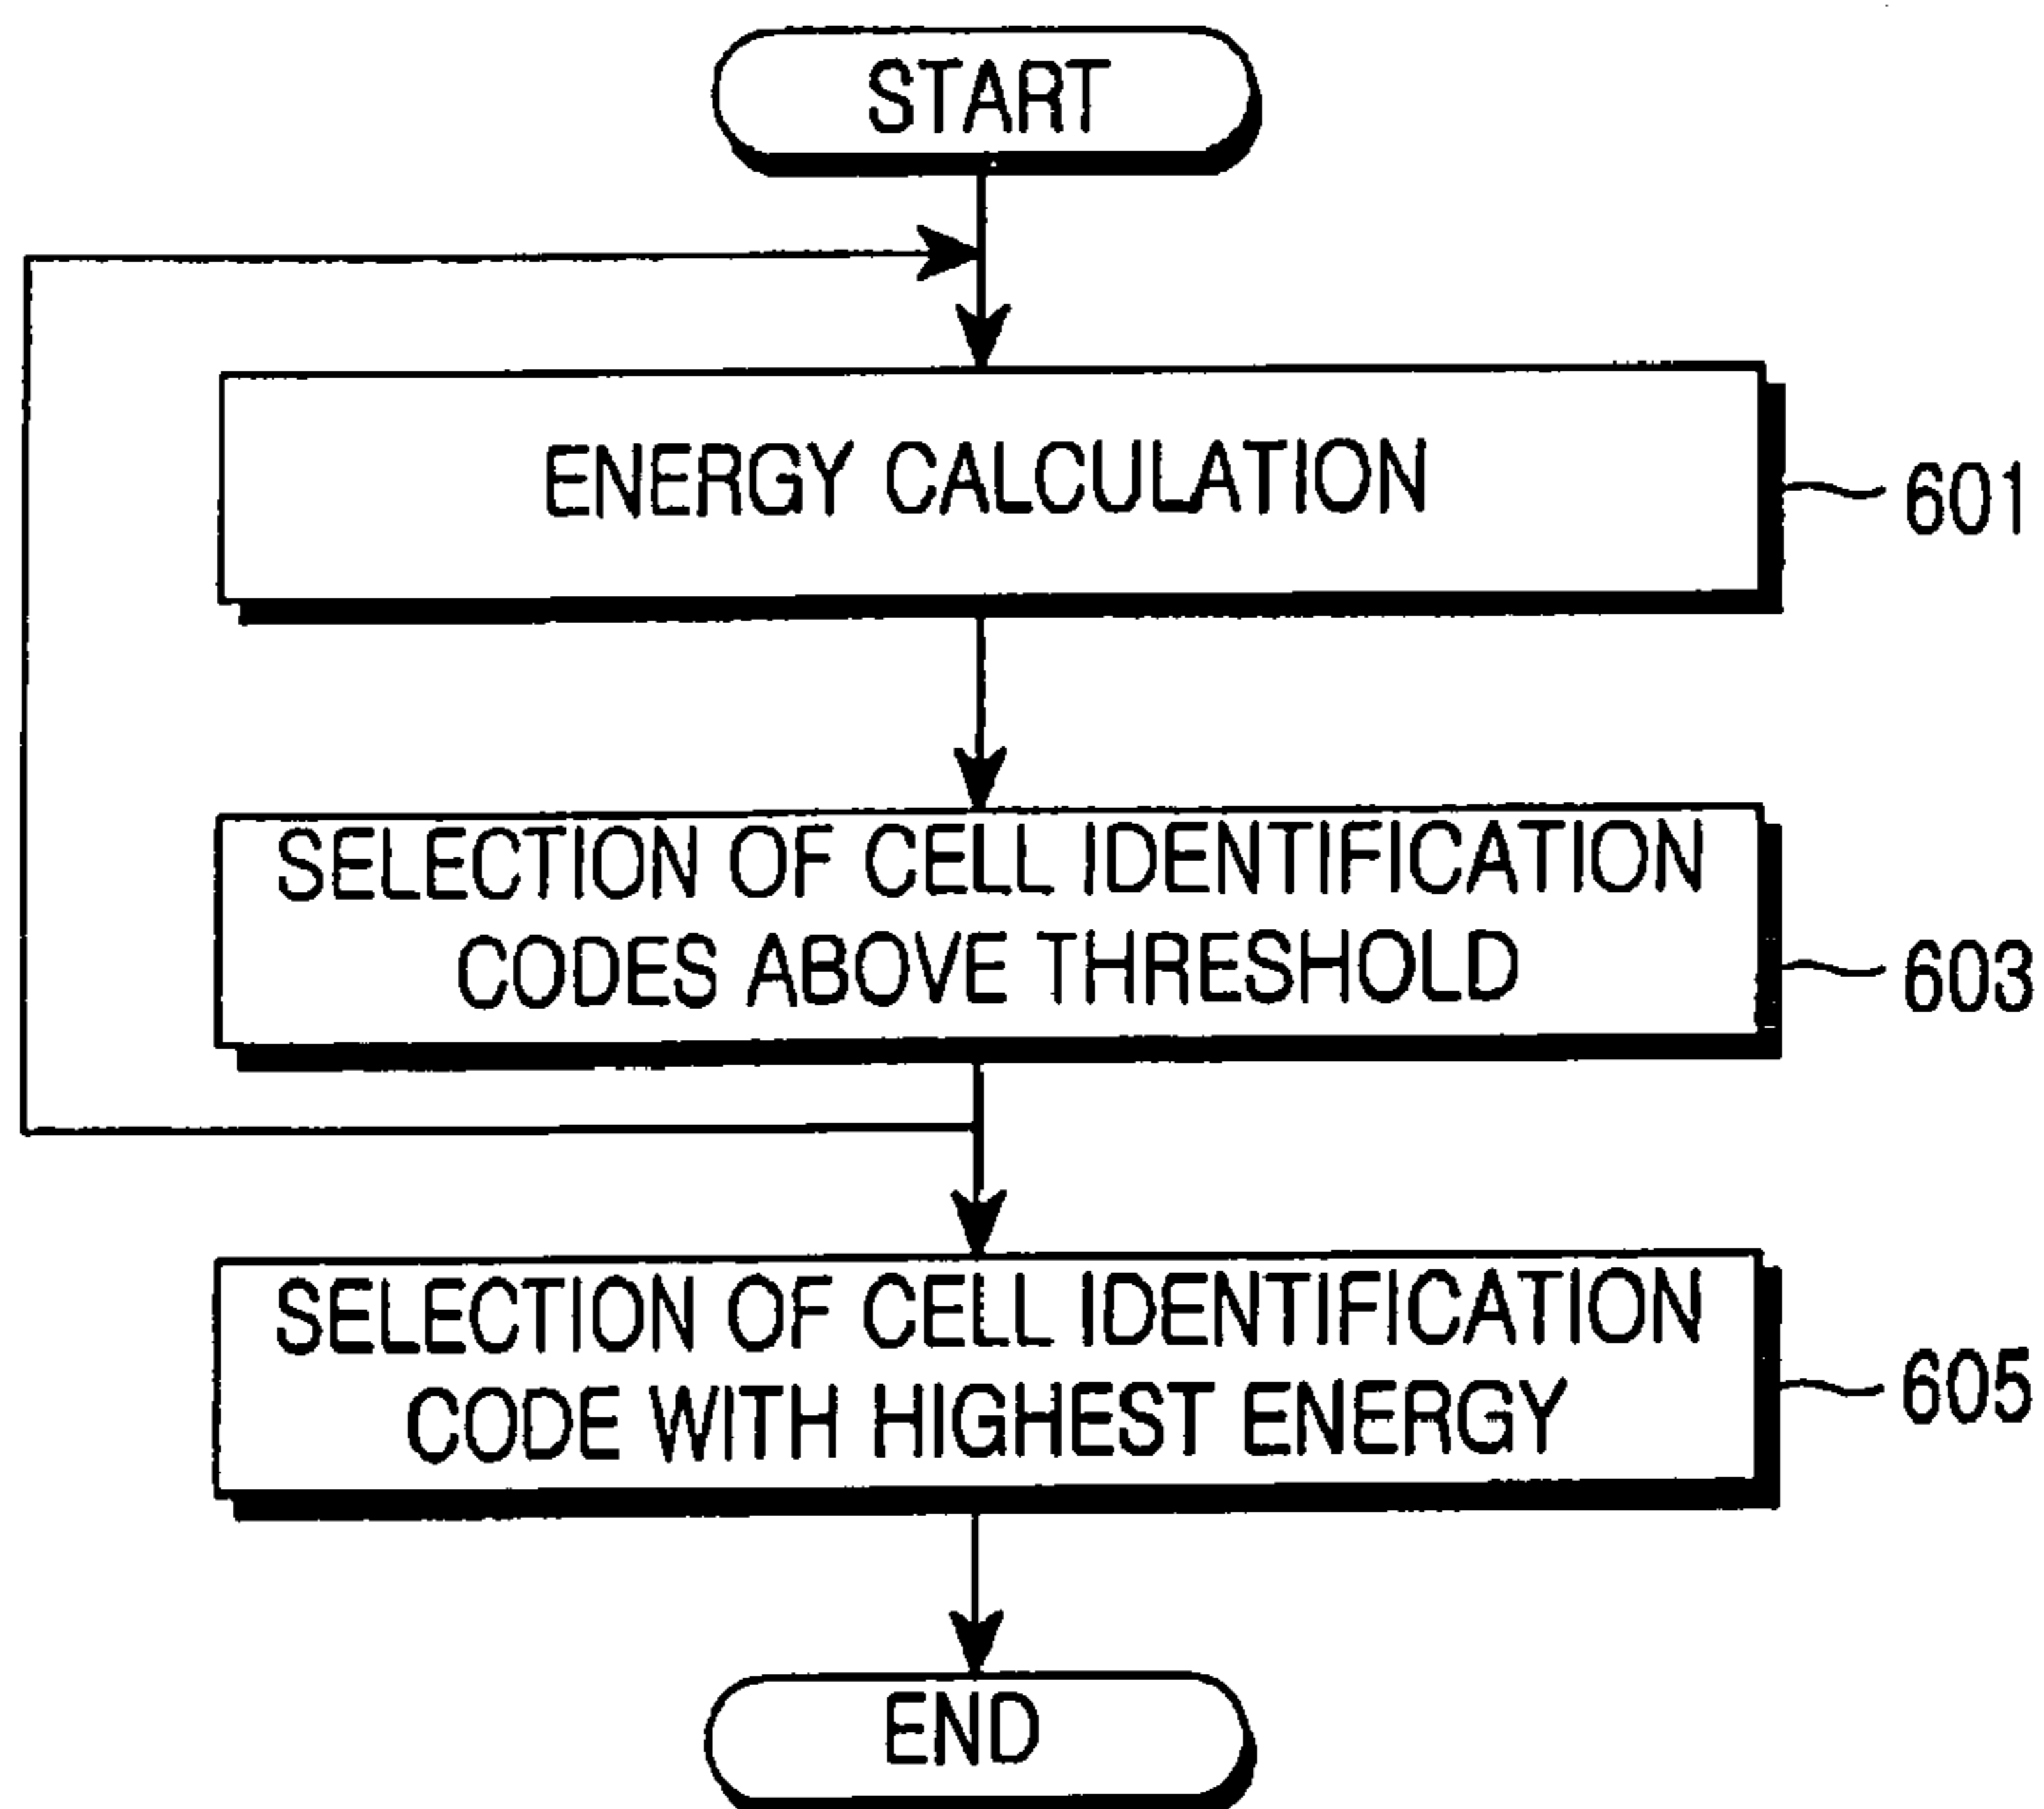 START
ENERGY CALCULATION
601
SELECTION OF CELL IDENTIFICATION
CODES ABOVE THRESHOLD
603
SELECTION OF CELL IDENTIFICATION
CODE WITH HIGHEST ENERGY
605
END